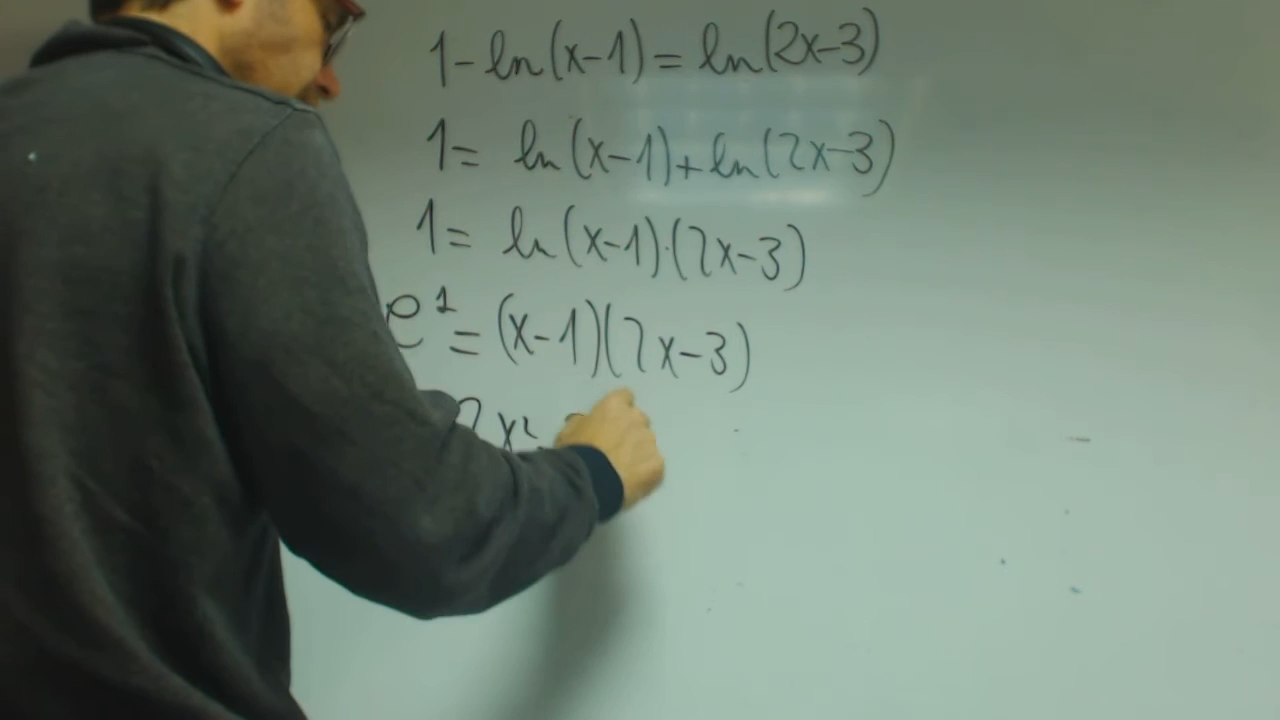 1-ln(x-1)=ln(2x-3)
1= ln(x-1)+ln(2x-3)
1= ln(x-1)·(2x-3)
e¹=(x-1)(2x-3)
2x²-